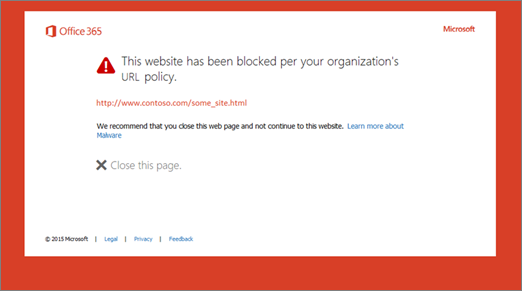 Office 365
Microsoft
This website has been blocked per your organization's
URL policy.
http://www.contoso.com/some_site.html
We recommend that you close this web page and not continue to this website. Learn more about
Malware
Close this page.
© 2015 Microsoft | Legal | Privacy | Feedback